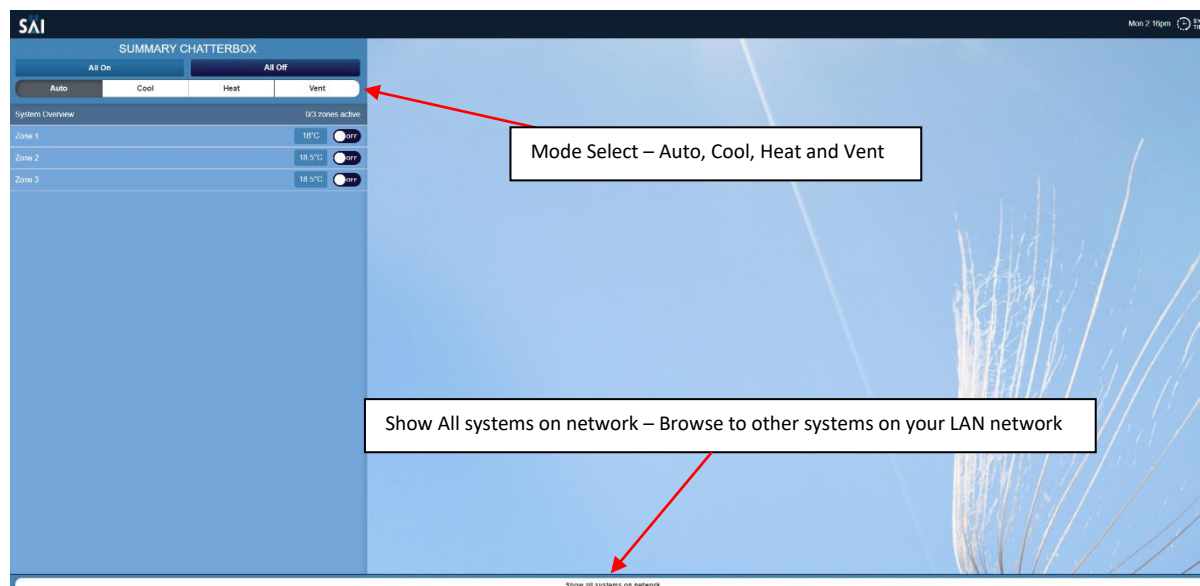 SAI
Mon 2:16pm
SUMMARY CHATTERBOX
All On All Off
Auto Cool Heat Vent
System Overview 0/3 zones active
Zone 1 18°C OFF
Zone 2 18.5°C OFF
Zone 3 18.5°C OFF
Mode Select – Auto, Cool, Heat and Vent
Show All systems on network – Browse to other systems on your LAN network
Show all systems on network